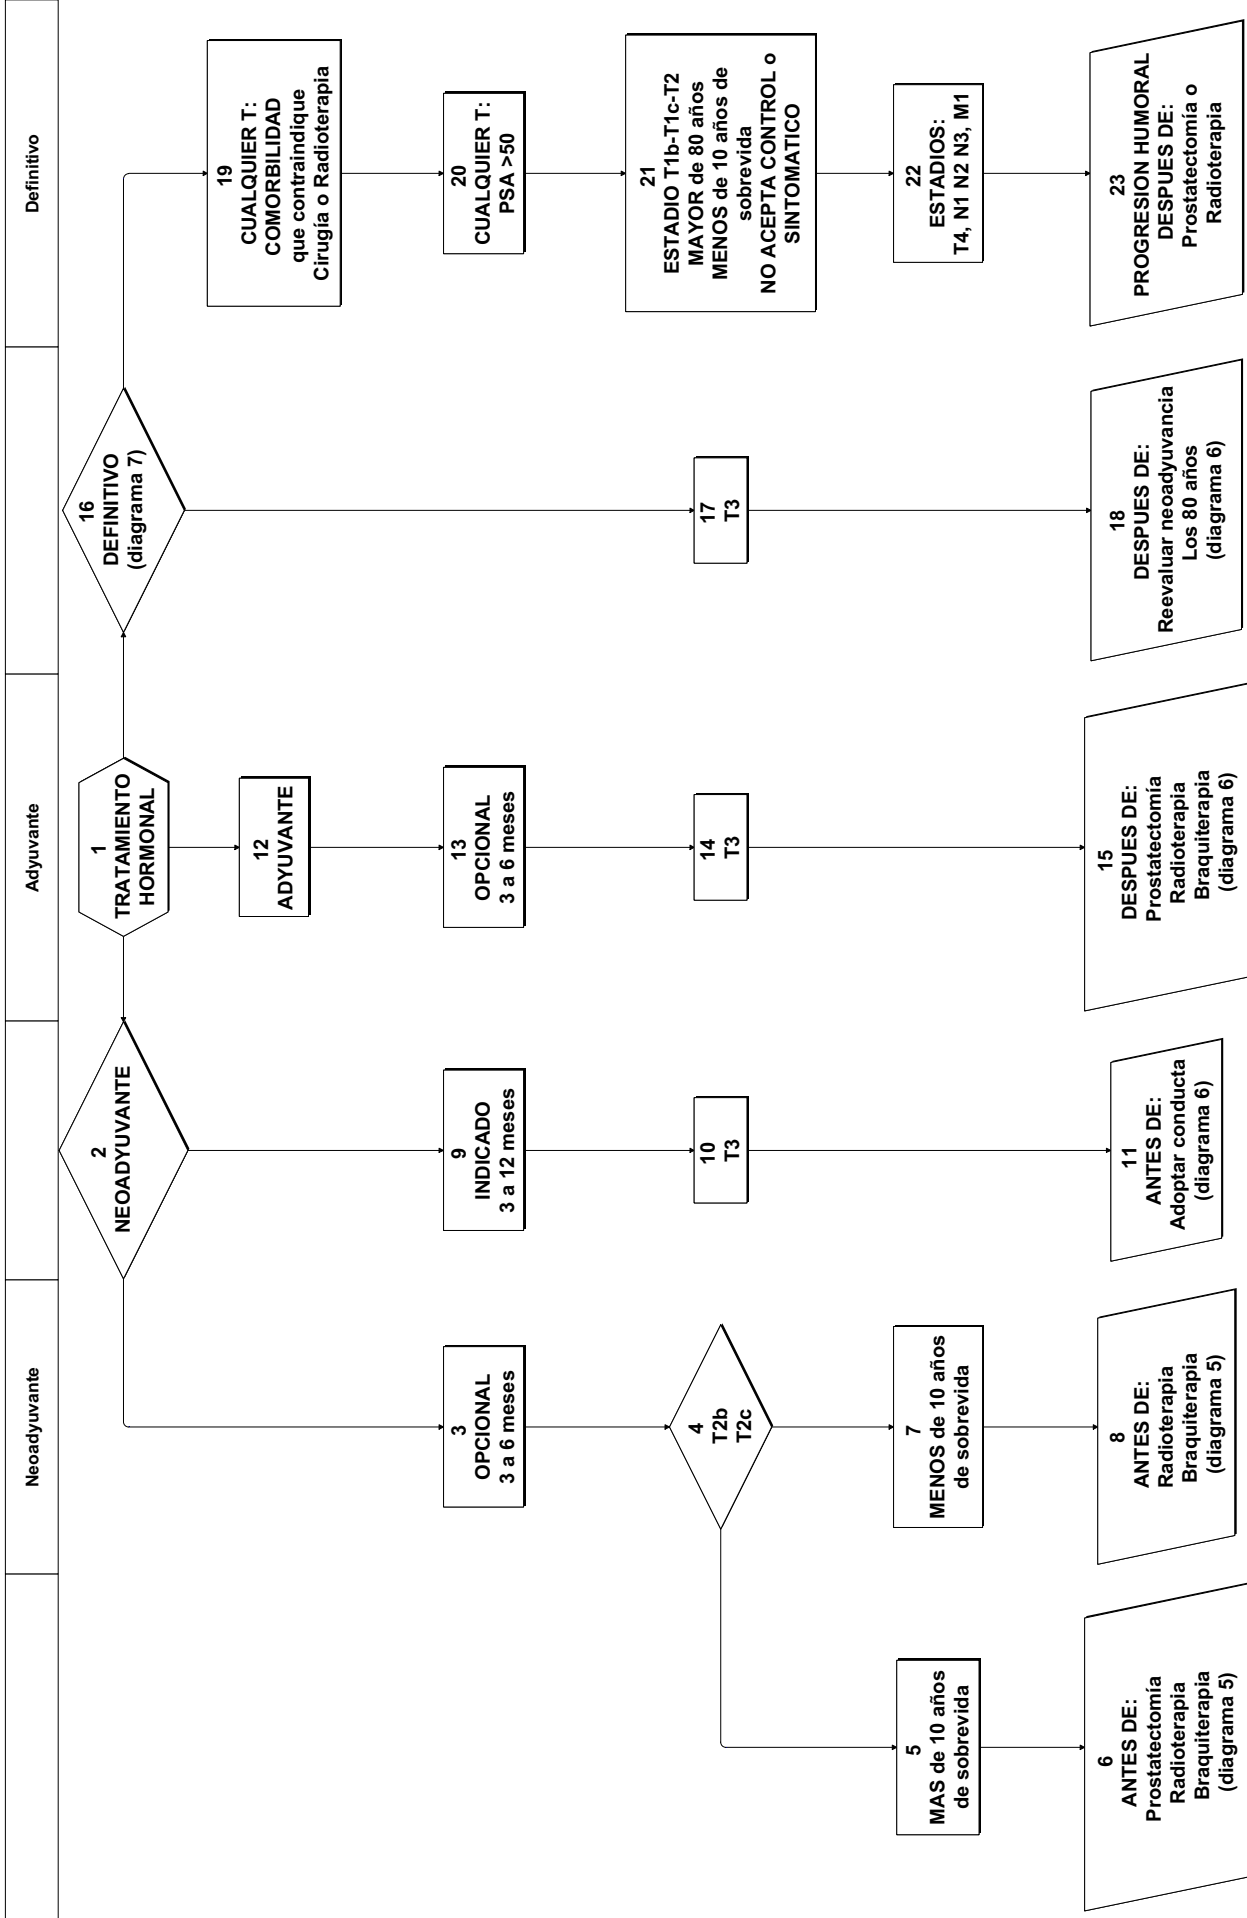 Neoadyuvante
Adyuvante
Definitivo
1
TRATAMIENTO
HORMONAL
2
NEOADYUVANTE
3
OPCIONAL
3 a 6 meses
4
T2b
T2c
5
MAS de 10 años
de sobrevida
6
ANTES DE:
Prostatectomía
Radioterapia
Braquiterapia
(diagrama 5)
7
MENOS de 10 años
de sobrevida
8
ANTES DE:
Radioterapia
Braquiterapia
(diagrama 5)
9
INDICADO
3 a 12 meses
10
T3
11
ANTES DE:
Adoptar conducta
(diagrama 6)
12
ADYUVANTE
13
OPCIONAL
3 a 6 meses
14
T3
15
DESPUES DE:
Prostatectomía
Radioterapia
Braquiterapia
(diagrama 6)
16
DEFINITIVO
(diagrama 7)
17
T3
18
DESPUES DE:
Reevaluar neoadyuvancia
Los 80 años
(diagrama 6)
19
CUALQUIER T:
COMORBILIDAD
que contraindique
Cirugía o Radioterapia
20
CUALQUIER T:
PSA >50
21
ESTADIO T1b-T1c-T2
MAYOR de 80 años
MENOS de 10 años de
sobrevida
NO ACEPTA CONTROL o
SINTOMATICO
22
ESTADIOS:
T4, N1 N2 N3, M1
23
PROGRESION HUMORAL
DESPUES DE:
Prostatectomía o
Radioterapia